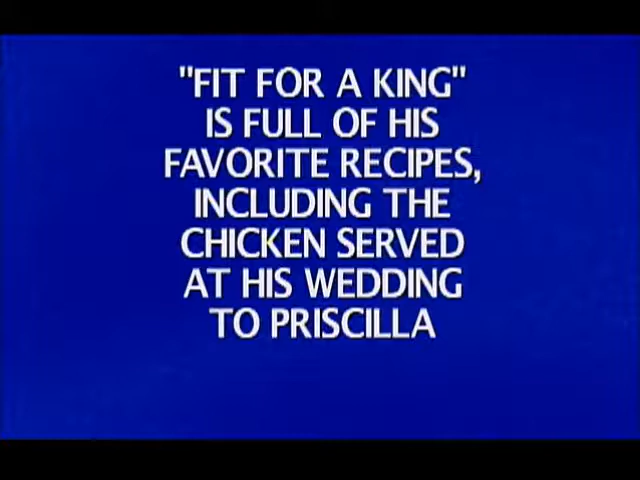 "FIT FOR A KING"
IS FULL OF HIS
FAVORITE RECIPES,
INCLUDING THE
CHICKEN SERVED
AT HIS WEDDING
TO PRISCILLA